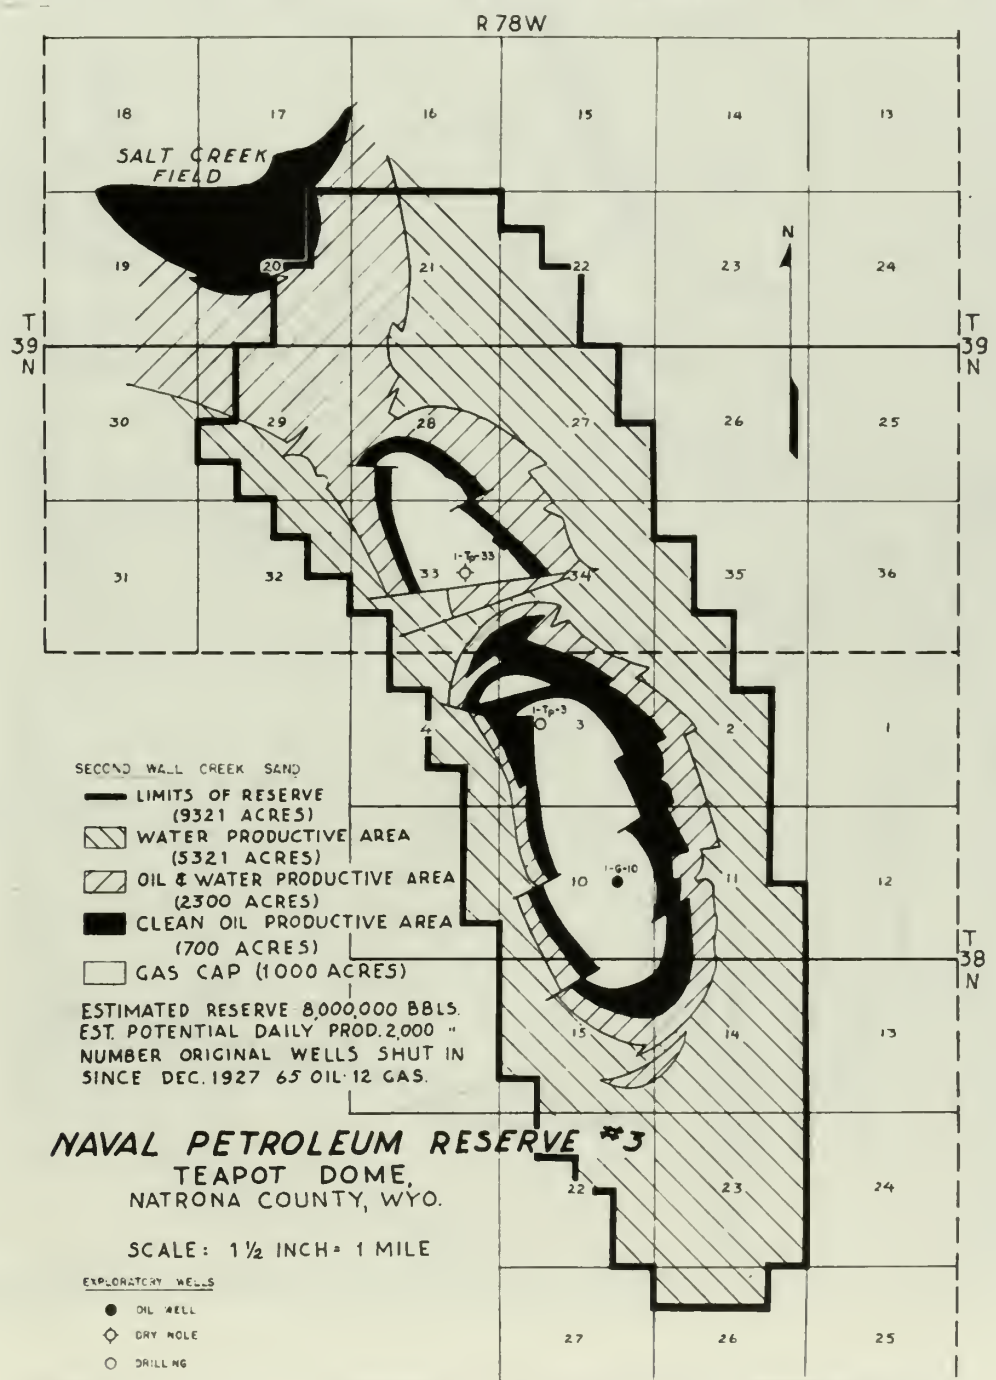 R 78W
18
17
16
15
14
13
SALT CREEK
FIELD
N
19
20
21
22
23
24
T
39
N
T
39
N
30
29
28
27
26
25
1-Tp-33
31
32
33
34
35
36
1-Tp-3
4
3
2
1
SECOND WALL CREEK SAND
LIMITS OF RESERVE
(9321 ACRES)
WATER PRODUCTIVE AREA
(5321 ACRES)
OIL & WATER PRODUCTIVE AREA
(2300 ACRES)
CLEAN OIL PRODUCTIVE AREA
(700 ACRES)
GAS CAP (1000 ACRES)
1-G-10
10
11
12
T
38
N
ESTIMATED RESERVE 8,000,000 BBLS.
EST. POTENTIAL DAILY PROD. 2,000 "
NUMBER ORIGINAL WELLS SHUT IN
SINCE DEC. 1927 65 OIL-12 GAS.
15
14
13
NAVAL PETROLEUM RESERVE #3
TEAPOT DOME,
NATRONA COUNTY, WYO.
22
23
24
SCALE: 1 1/2 INCH = 1 MILE
EXPLORATORY WELLS
OIL WELL
DRY HOLE
DRILLING
27
26
25